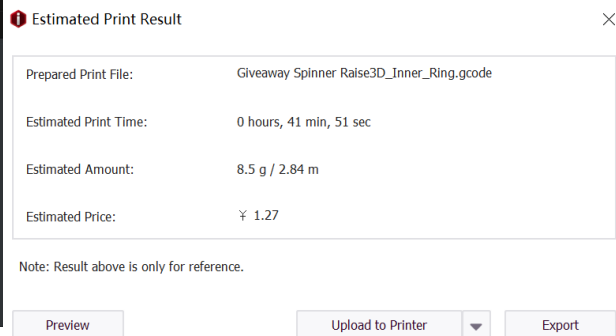 Estimated Print Result
Prepared Print File: Giveaway Spinner Raise3D_Inner_Ring.gcode
Estimated Print Time: 0 hours, 41 min, 51 sec
Estimated Amount: 8.5 g / 2.84 m
Estimated Price: ￥ 1.27
Note: Result above is only for reference.
Preview Upload to Printer Export